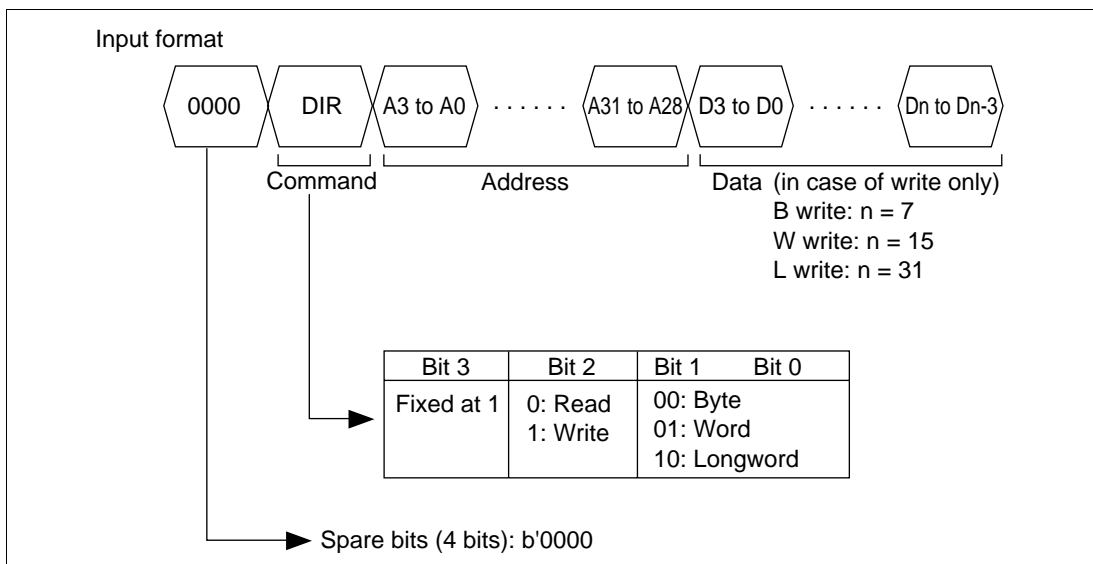 Input format
0000 DIR A3 to A0 ······ A31 to A28 D3 to D0 ······ Dn to Dn-3
Command Address Data (in case of write only)
B write: n = 7
W write: n = 15
L write: n = 31
Bit 3 Bit 2 Bit 1 Bit 0
Fixed at 1 0: Read 00: Byte
1: Write 01: Word
10: Longword
Spare bits (4 bits): b'0000